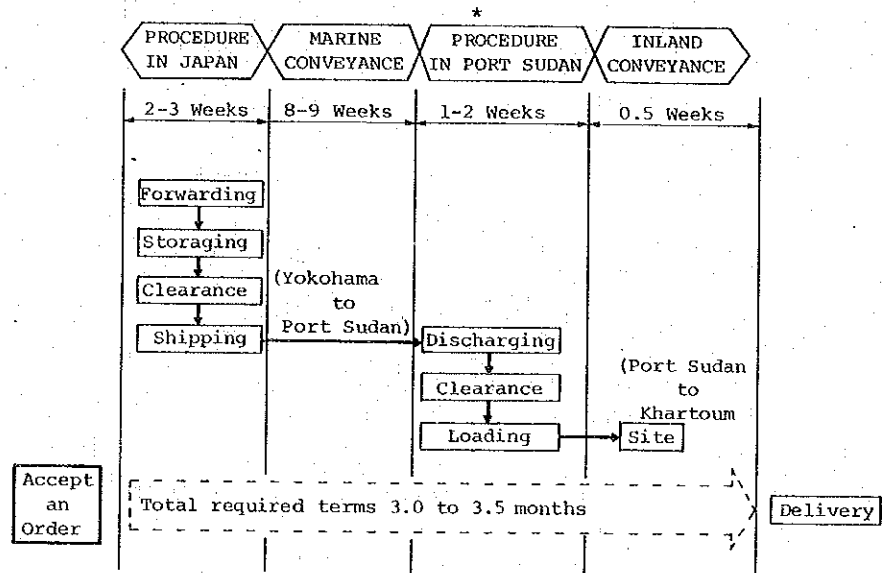 *
PROCEDURE
IN JAPAN
MARINE
CONVEYANCE
PROCEDURE
IN PORT SUDAN
INLAND
CONVEYANCE
2-3 Weeks
8-9 Weeks
1-2 Weeks
0.5 Weeks
Forwarding
Storaging
Clearance
Shipping
(Yokohama
to
Port Sudan)
Discharging
Clearance
Loading
(Port Sudan
to
Khartoum
Site
Accept
an
Order
Total required terms 3.0 to 3.5 months
Delivery